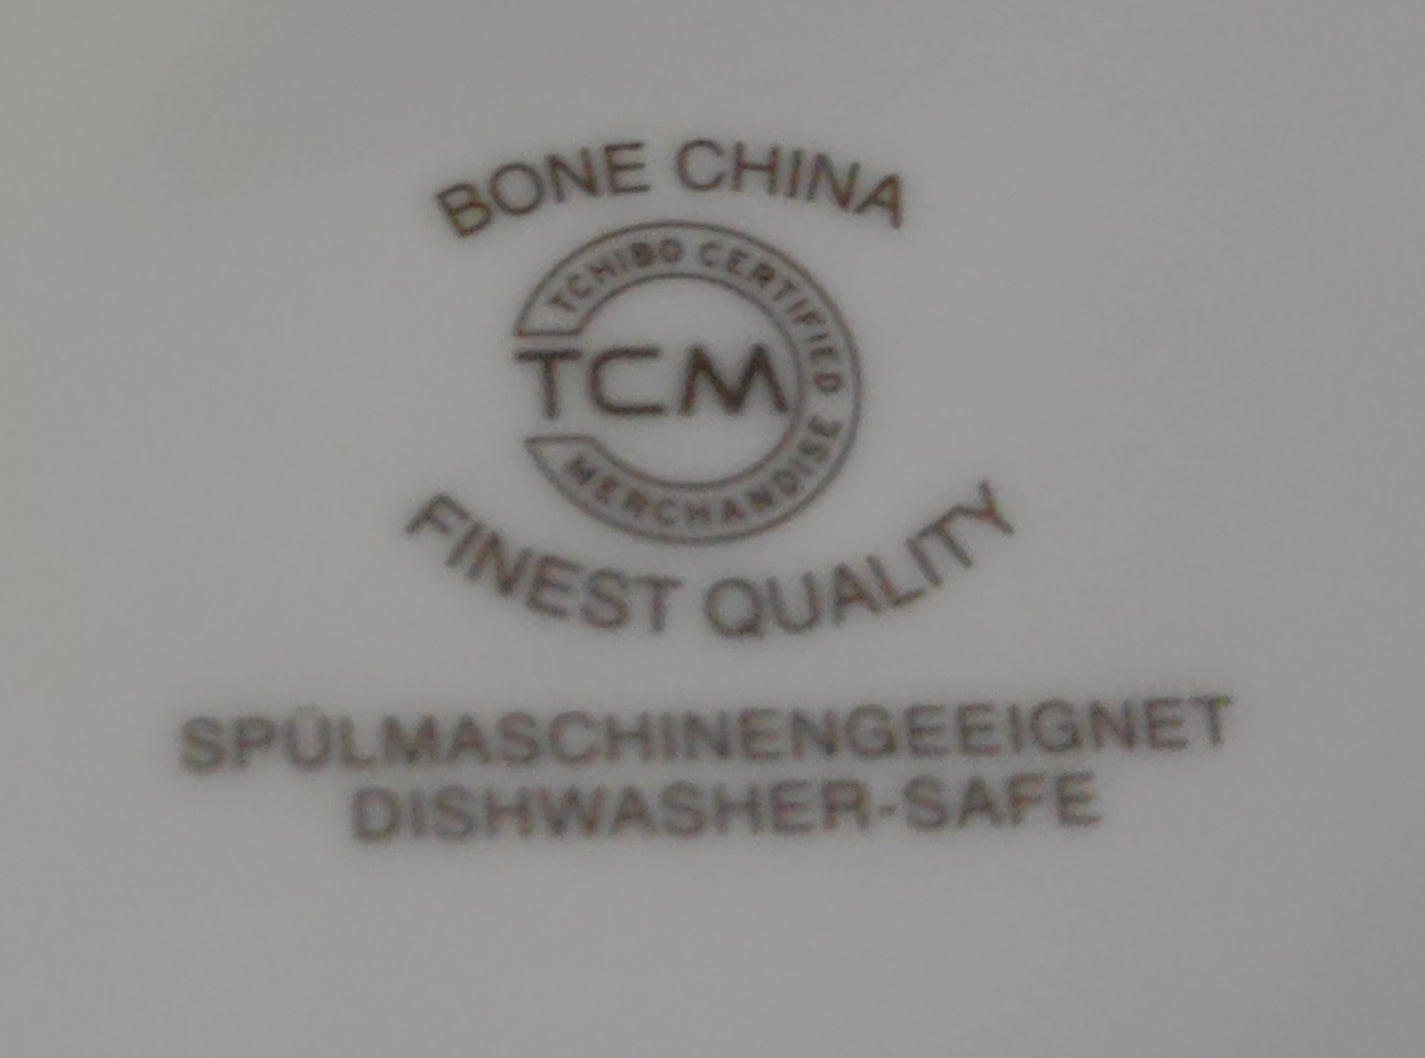 BONE CHINA
TCHIBO CERTIFIED MERCHANDISE
TCM
FINEST QUALITY
SPÜLMASCHINENGEEIGNET
DISHWASHER-SAFE